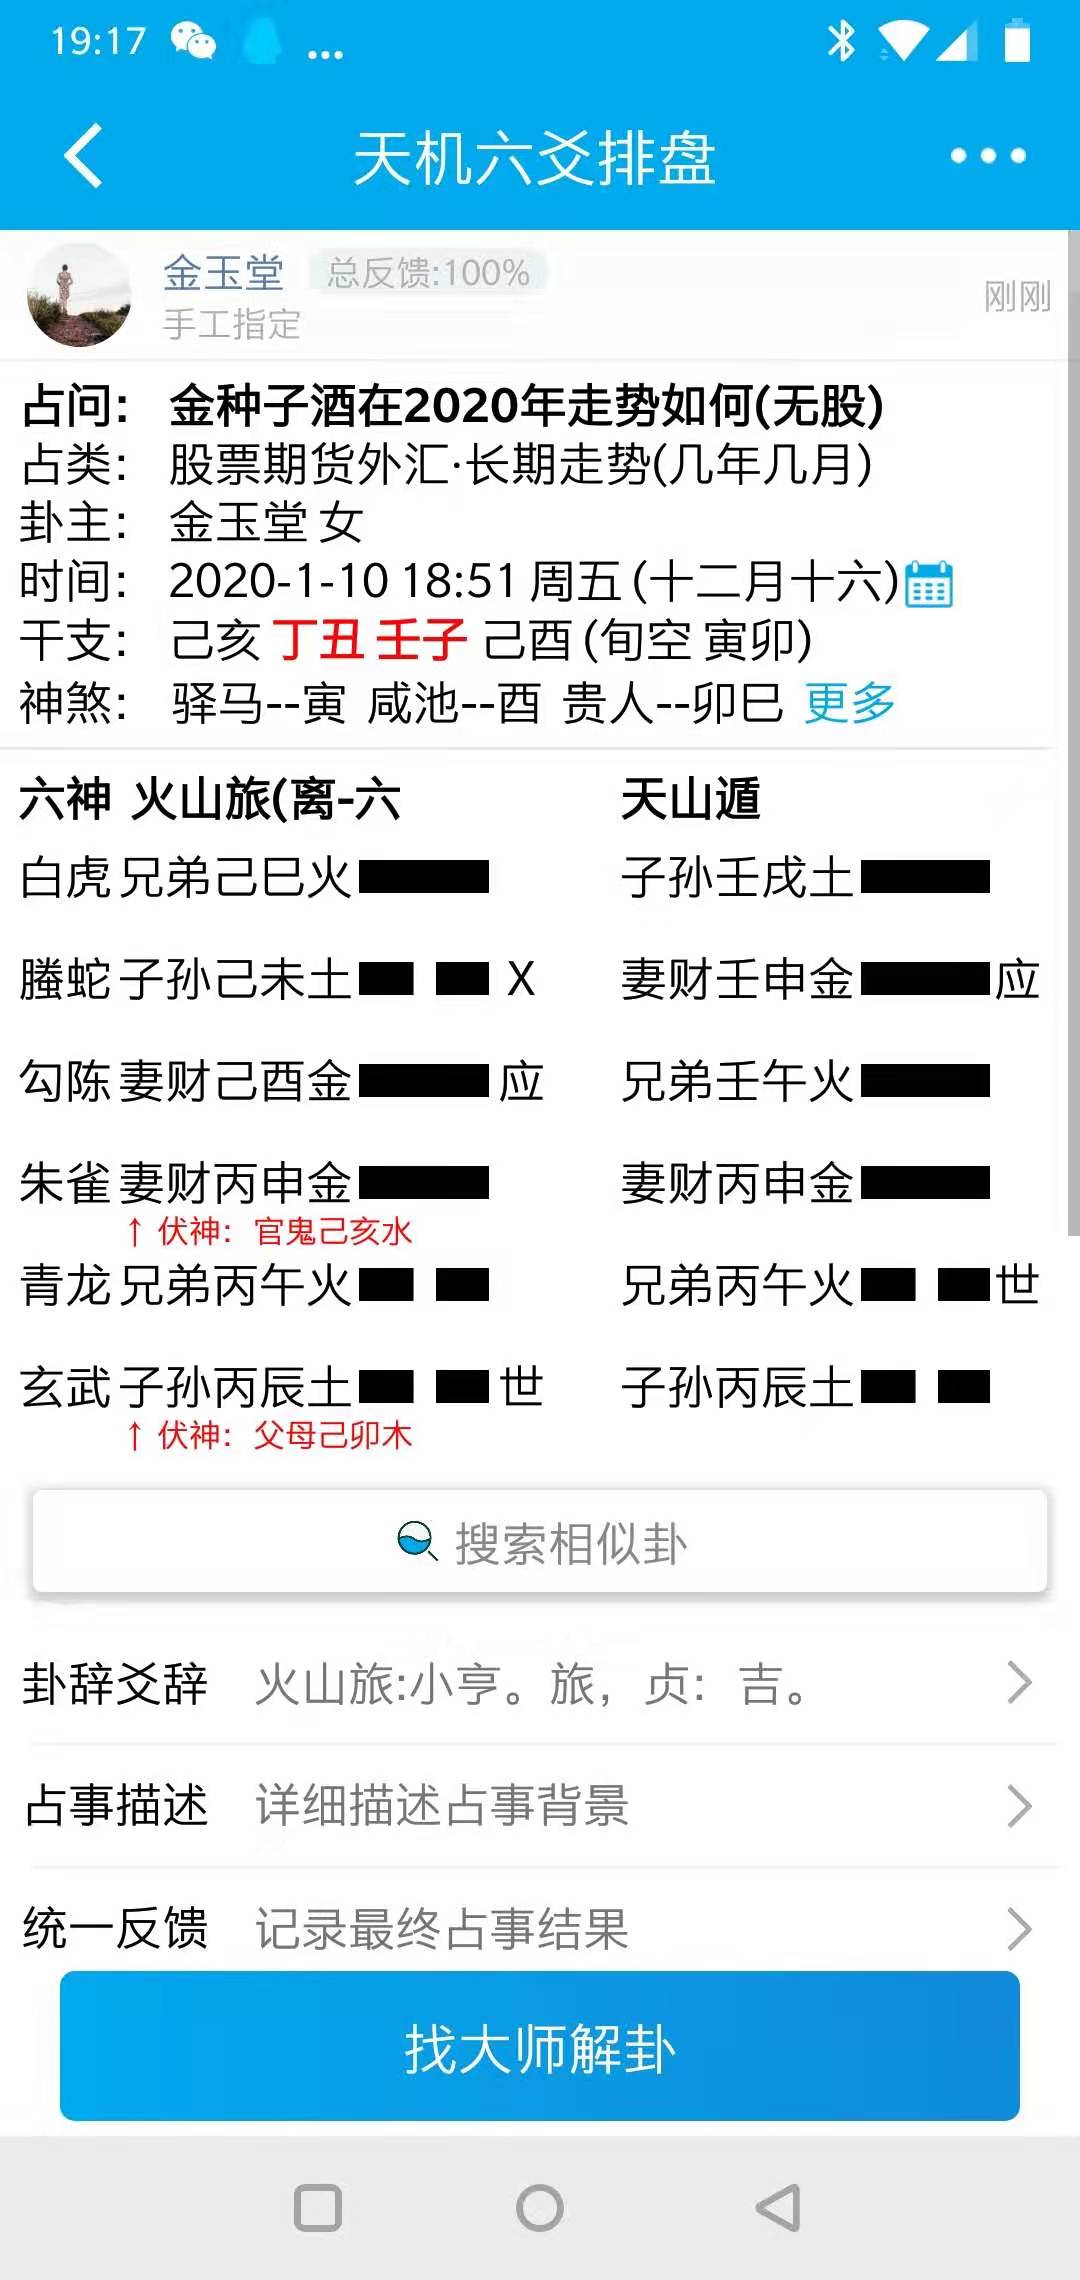 19:17 ...
天机六爻排盘
金玉堂 总反馈:100%
手工指定
刚刚
占问: 金种子酒在2020年走势如何(无股)
占类: 股票期货外汇·长期走势(几年几月)
卦主: 金玉堂 女
时间: 2020-1-10 18:51 周五 (十二月十六)
干支: 己亥 丁丑 壬子 己酉 (旬空 寅卯)
神煞: 驿马--寅 咸池--酉 贵人--卯巳 更多
六神 火山旅(离-六 天山遁
白虎 兄弟己巳火 子孙壬戌土
螣蛇 子孙己未土 X 妻财壬申金 应
勾陈 妻财己酉金 应 兄弟壬午火
朱雀 妻财丙申金 妻财丙申金
↑ 伏神: 官鬼己亥水
青龙 兄弟丙午火 兄弟丙午火 世
玄武 子孙丙辰土 世 子孙丙辰土
↑ 伏神: 父母己卯木
搜索相似卦
卦辞爻辞 火山旅:小亨。旅，贞：吉。
占事描述 详细描述占事背景
统一反馈 记录最终占事结果
找大师解卦